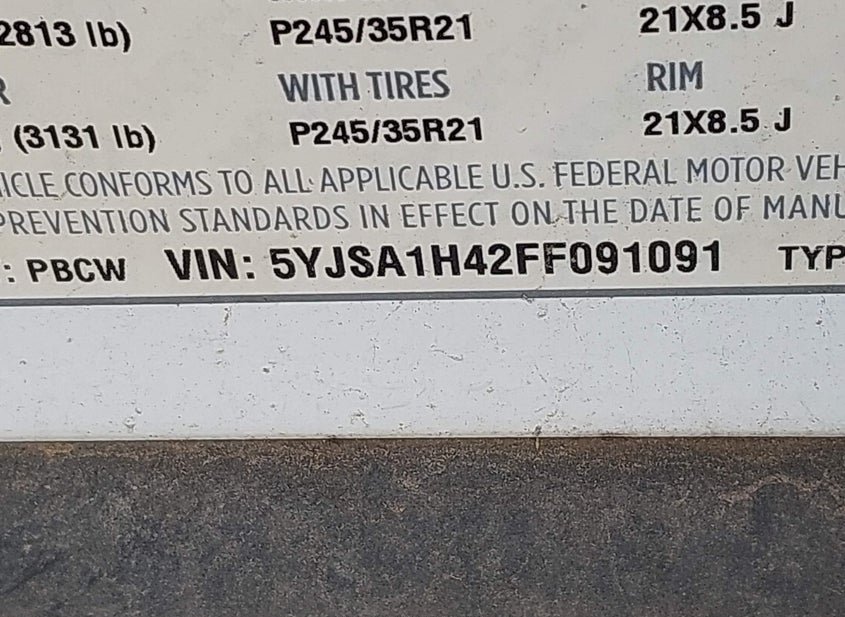 2813 lb) P245/35R21 21X8.5 J
R WITH TIRES RIM
(3131 lb) P245/35R21 21X8.5 J
ICLE CONFORMS TO ALL APPLICABLE U.S. FEDERAL MOTOR VEH
PREVENTION STANDARDS IN EFFECT ON THE DATE OF MANU
: PBCW VIN: 5YJSA1H42FF091091 TYP